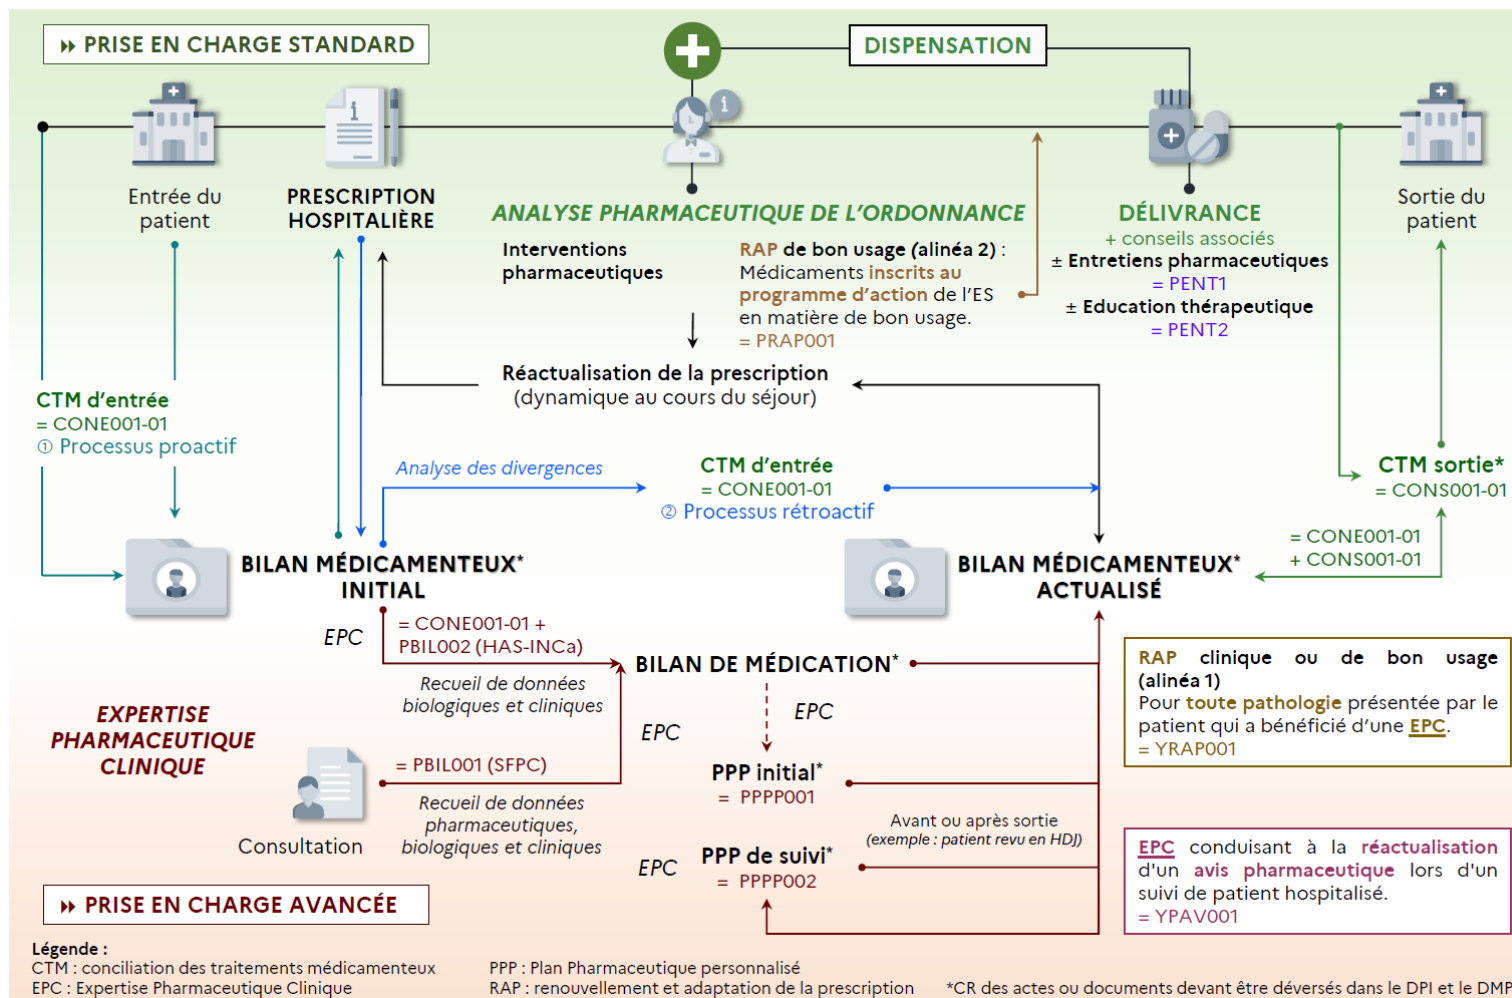 ▸▸ PRISE EN CHARGE STANDARD
DISPENSATION
Entrée du
patient
PRESCRIPTION
HOSPITALIÈRE
ANALYSE PHARMACEUTIQUE DE L'ORDONNANCE
Interventions
pharmaceutiques
RAP de bon usage (alinéa 2) :
Médicaments inscrits au
programme d'action de l'ES
en matière de bon usage.
= PRAP001
DÉLIVRANCE
+ conseils associés
± Entretiens pharmaceutiques
= PENT1
± Education thérapeutique
= PENT2
Sortie du
patient
Réactualisation de la prescription
(dynamique au cours du séjour)
CTM d'entrée
= CONE001-01
① Processus proactif
Analyse des divergences
CTM d'entrée
= CONE001-01
② Processus rétroactif
CTM sortie*
= CONS001-01
= CONE001-01
+ CONS001-01
BILAN MÉDICAMENTEUX*
INITIAL
BILAN MÉDICAMENTEUX*
ACTUALISÉ
EPC
= CONE001-01 +
PBIL002 (HAS-INCa)
Recueil de données
biologiques et cliniques
BILAN DE MÉDICATION*
EPC
EPC
EXPERTISE
PHARMACEUTIQUE
CLINIQUE
= PBIL001 (SFPC)
Recueil de données
pharmaceutiques,
biologiques et cliniques
Consultation
PPP initial*
= PPPP001
Avant ou après sortie
(exemple : patient revu en HDJ)
EPC
PPP de suivi*
= PPPP002
RAP clinique ou de bon usage
(alinéa 1)
Pour toute pathologie présentée par le
patient qui a bénéficié d'une EPC.
= YRAP001
EPC conduisant à la réactualisation
d'un avis pharmaceutique lors d'un
suivi de patient hospitalisé.
= YPAV001
▸▸ PRISE EN CHARGE AVANCÉE
Légende :
CTM : conciliation des traitements médicamenteux
EPC : Expertise Pharmaceutique Clinique
PPP : Plan Pharmaceutique personnalisé
RAP : renouvellement et adaptation de la prescription
*CR des actes ou documents devant être déversés dans le DPI et le DMP